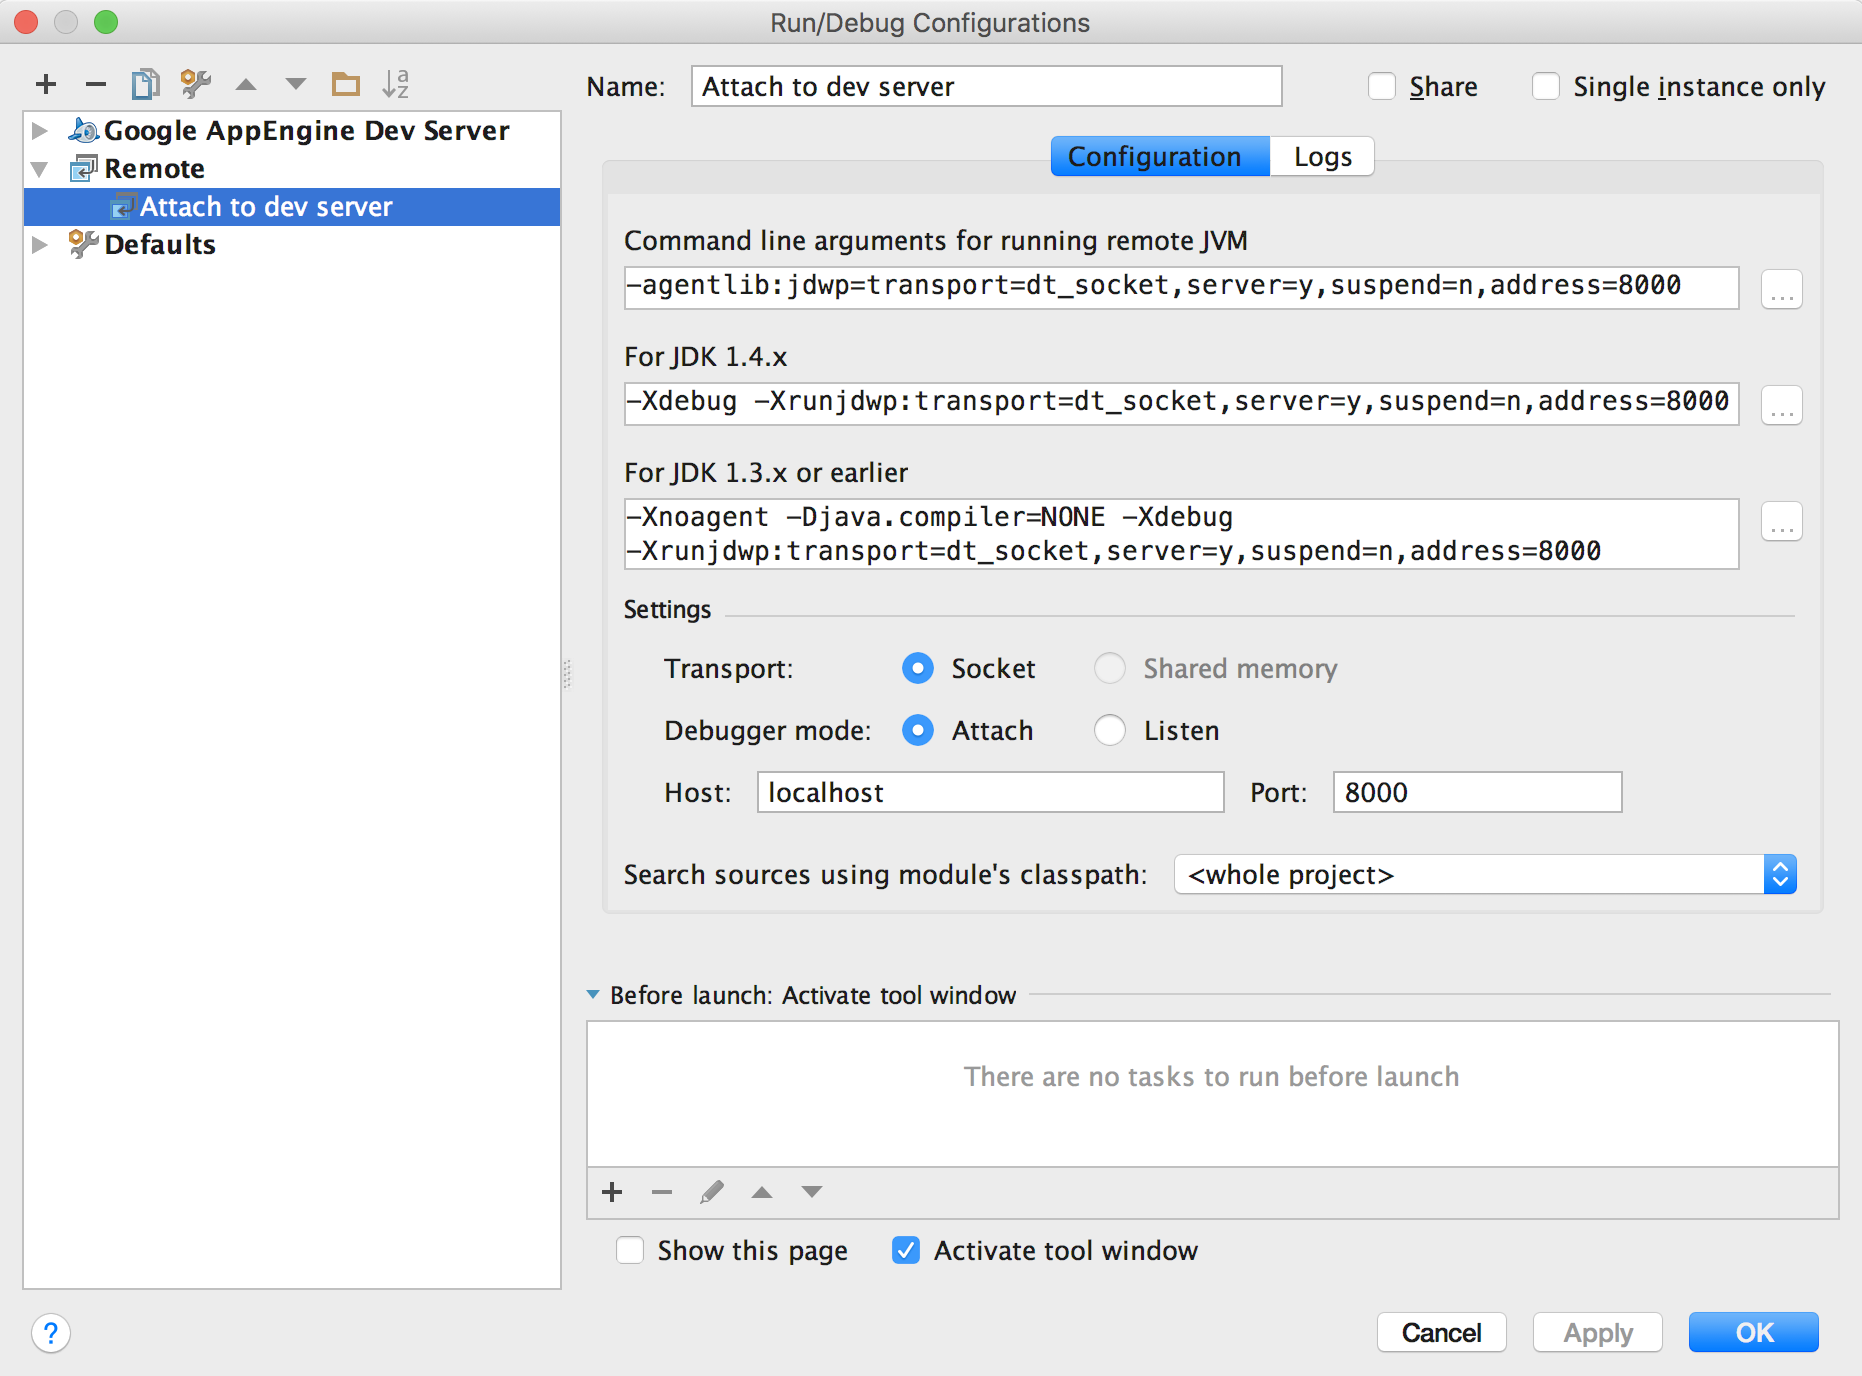 Run/Debug Configurations
Name: Attach to dev server Share Single instance only
Google AppEngine Dev Server
Remote
Attach to dev server
Defaults
Configuration Logs
Command line arguments for running remote JVM
-agentlib:jdwp=transport=dt_socket,server=y,suspend=n,address=8000 ...
For JDK 1.4.x
-Xdebug -Xrunjdwp:transport=dt_socket,server=y,suspend=n,address=8000 ...
For JDK 1.3.x or earlier
-Xnoagent -Djava.compiler=NONE -Xdebug ...
-Xrunjdwp:transport=dt_socket,server=y,suspend=n,address=8000
Settings
Transport: Socket Shared memory
Debugger mode: Attach Listen
Host: localhost Port: 8000
Search sources using module's classpath: <whole project>
Before launch: Activate tool window
There are no tasks to run before launch
Show this page Activate tool window
? Cancel Apply OK